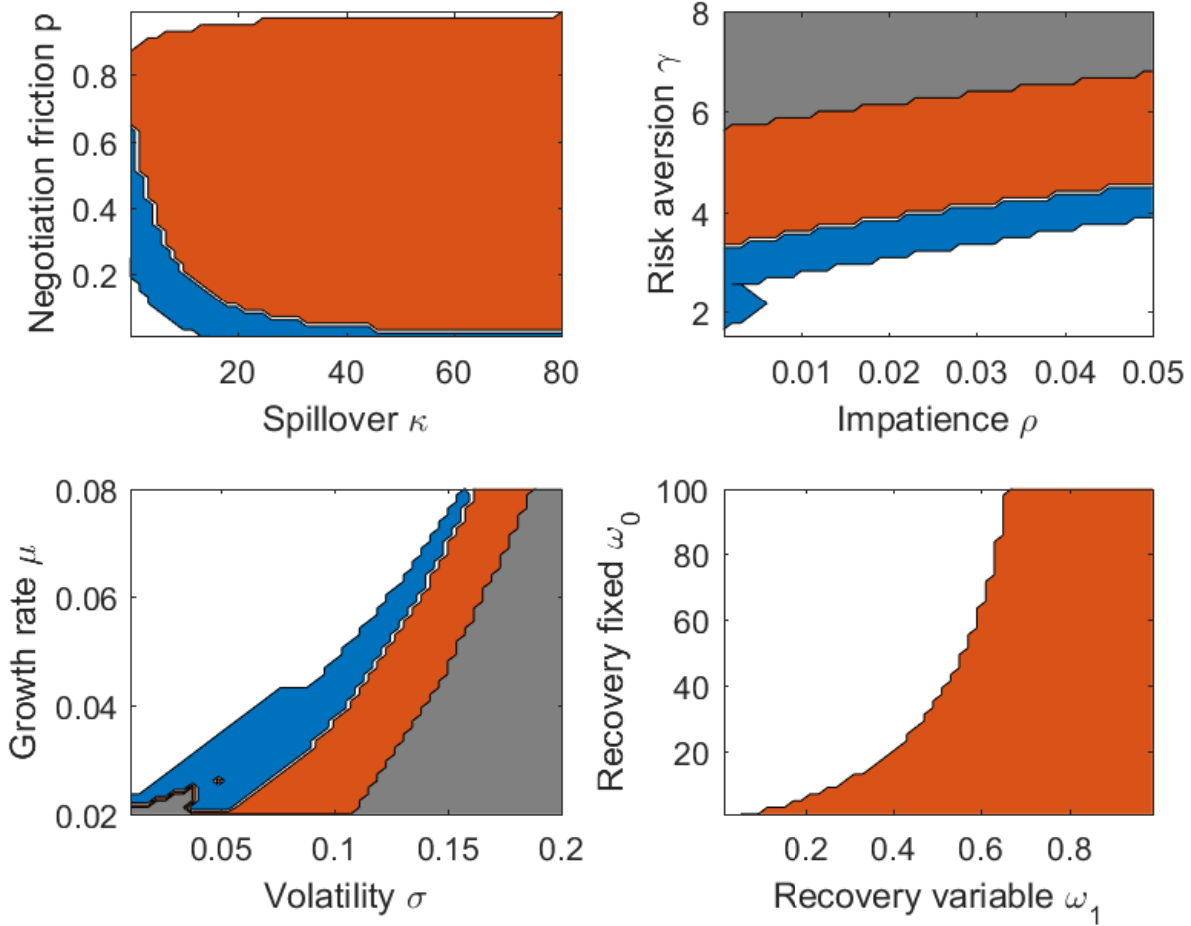 Negotiation friction p
0.8
0.6
0.4
0.2
20 40 60 80
Spillover κ
Risk aversion γ
8
6
4
2
0.01 0.02 0.03 0.04 0.05
Impatience ρ
Growth rate μ
0.08
0.06
0.04
0.02
0.05 0.1 0.15 0.2
Volatility σ
Recovery fixed ω₀
100
80
60
40
20
0.2 0.4 0.6 0.8
Recovery variable ω₁